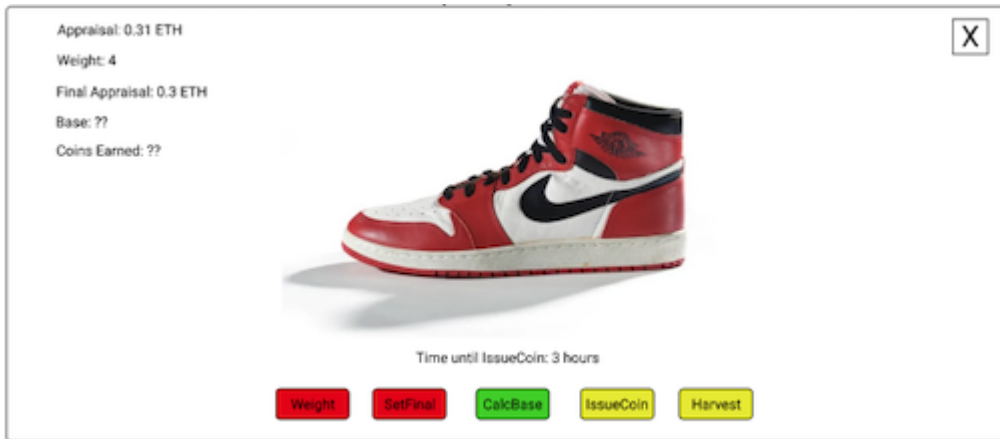 Appraisal: 0.31 ETH
X
Weight: 4
Final Appraisal: 0.3 ETH
Base: ??
Coins Earned: ??
Time until IssueCoin: 3 hours
Weight SetFinal CalcBase IssueCoin Harvest